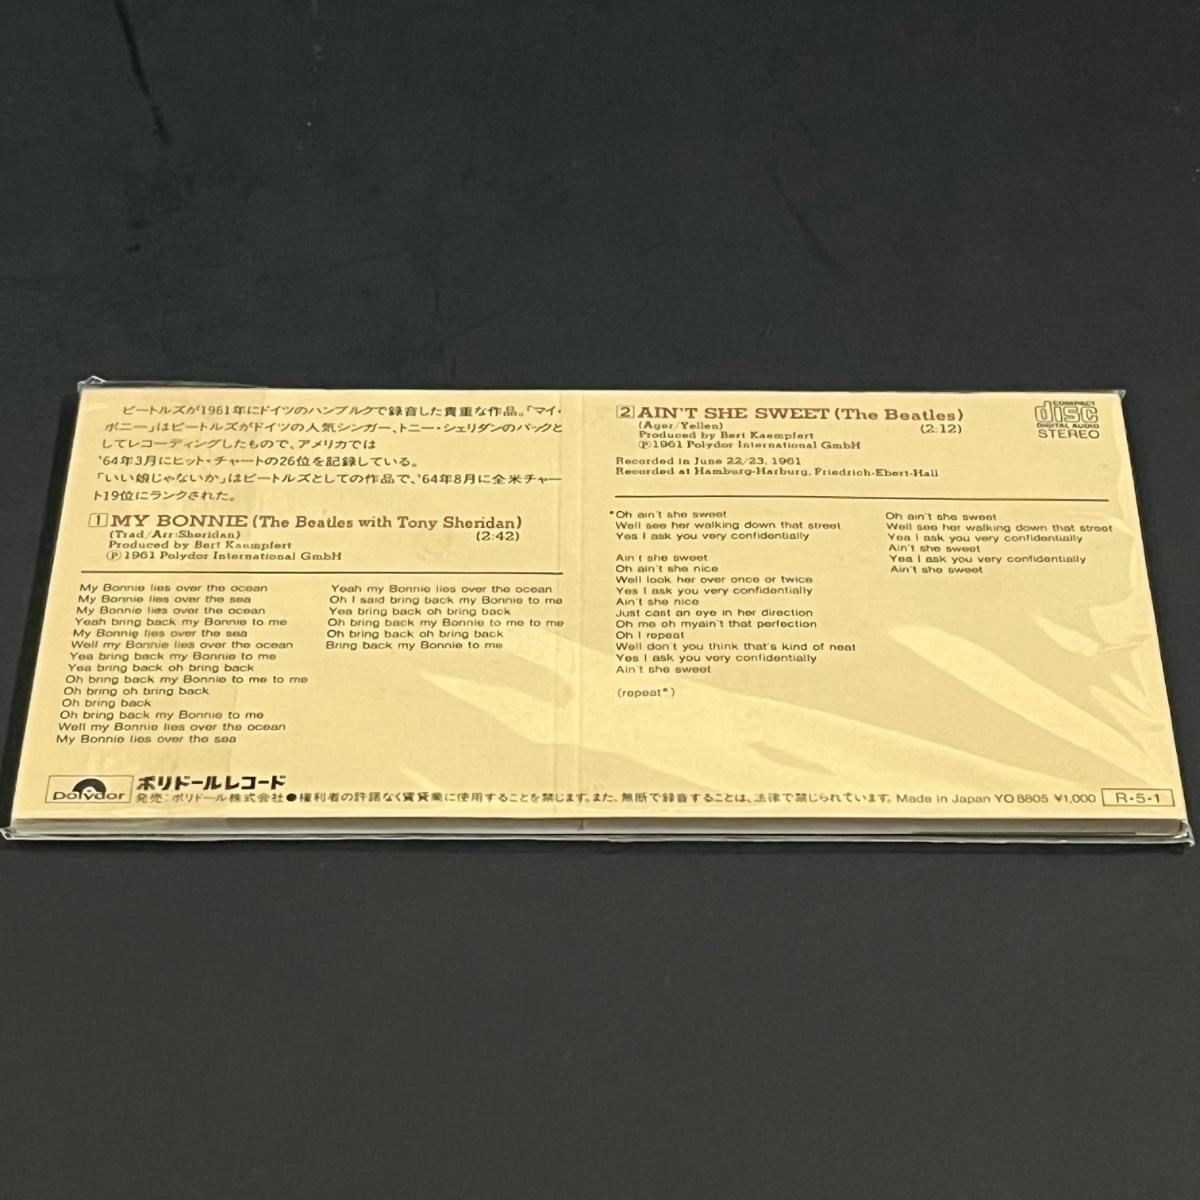 ビートルズが1961年にドイツのハンブルクで録音した貴重な作品。「マイ・
ボニー」はビートルズがドイツの人気シンガー、トニー・シェリダンのバックと
してレコーディングしたもので、アメリカでは
'64年3月にヒット・チャートの26位を記録している。
「いい娘じゃないか」はビートルズとしての作品で、'64年8月に全米チャー
ト19位にランクされた。
1 MY BONNIE (The Beatles with Tony Sheridan)
(Trad/Arr:Sheridan) (2:42)
Produced by Bert Kaempfert
Ⓟ1961 Polydor International GmbH
My Bonnie lies over the ocean
My Bonnie lies over the sea
My Bonnie lies over the ocean
Yeah bring back my Bonnie to me
My Bonnie lies over the sea
Well my Bonnie lies over the ocean
Yea bring back my Bonnie to me
Yea bring back oh bring back
Oh bring back my Bonnie to me to me
Oh bring oh bring back
Oh bring back
Oh bring back my Bonnie to me
Well my Bonnie lies over the ocean
My Bonnie lies over the sea
Yeah my Bonnie lies over the ocean
Oh I said bring back my Bonnie to me
Yea bring back oh bring back
Oh bring back my Bonnie to me to me
Oh bring back oh bring back
Bring back my Bonnie to me
2 AIN'T SHE SWEET (The Beatles)
(Ager/Yellen) (2:12)
Produced by Bert Kaempfert
Ⓟ1961 Polydor International GmbH
Recorded in June 22/23, 1961
Recorded at Hamburg-Harburg, Friedrich-Ebert-Hall
COMPACT
disc
DIGITAL AUDIO
STEREO
*Oh ain't she sweet
Well see her walking down that street
Yes I ask you very confidentially
Ain't she sweet
Oh ain't she nice
Well look her over once or twice
Yes I ask you very confidentially
Ain't she nice
Just cast an eye in her direction
Oh me oh myain't that perfection
Oh I repeat
Well don't you think that's kind of neat
Yes I ask you very confidentially
Ain't she sweet
(repeat*)
Oh ain't she sweet
Well see her walking down that street
Yea I ask you very confidentially
Ain't she sweet
Yea I ask you very confidentially
Ain't she sweet
Polydor ポリドールレコード
発売:ポリドール株式会社●権利者の許諾なく賃貸業に使用することを禁じます。また、無断で録音することは、法律で禁じられています。 Made in Japan YO 8805 ¥1,000 R・5・1